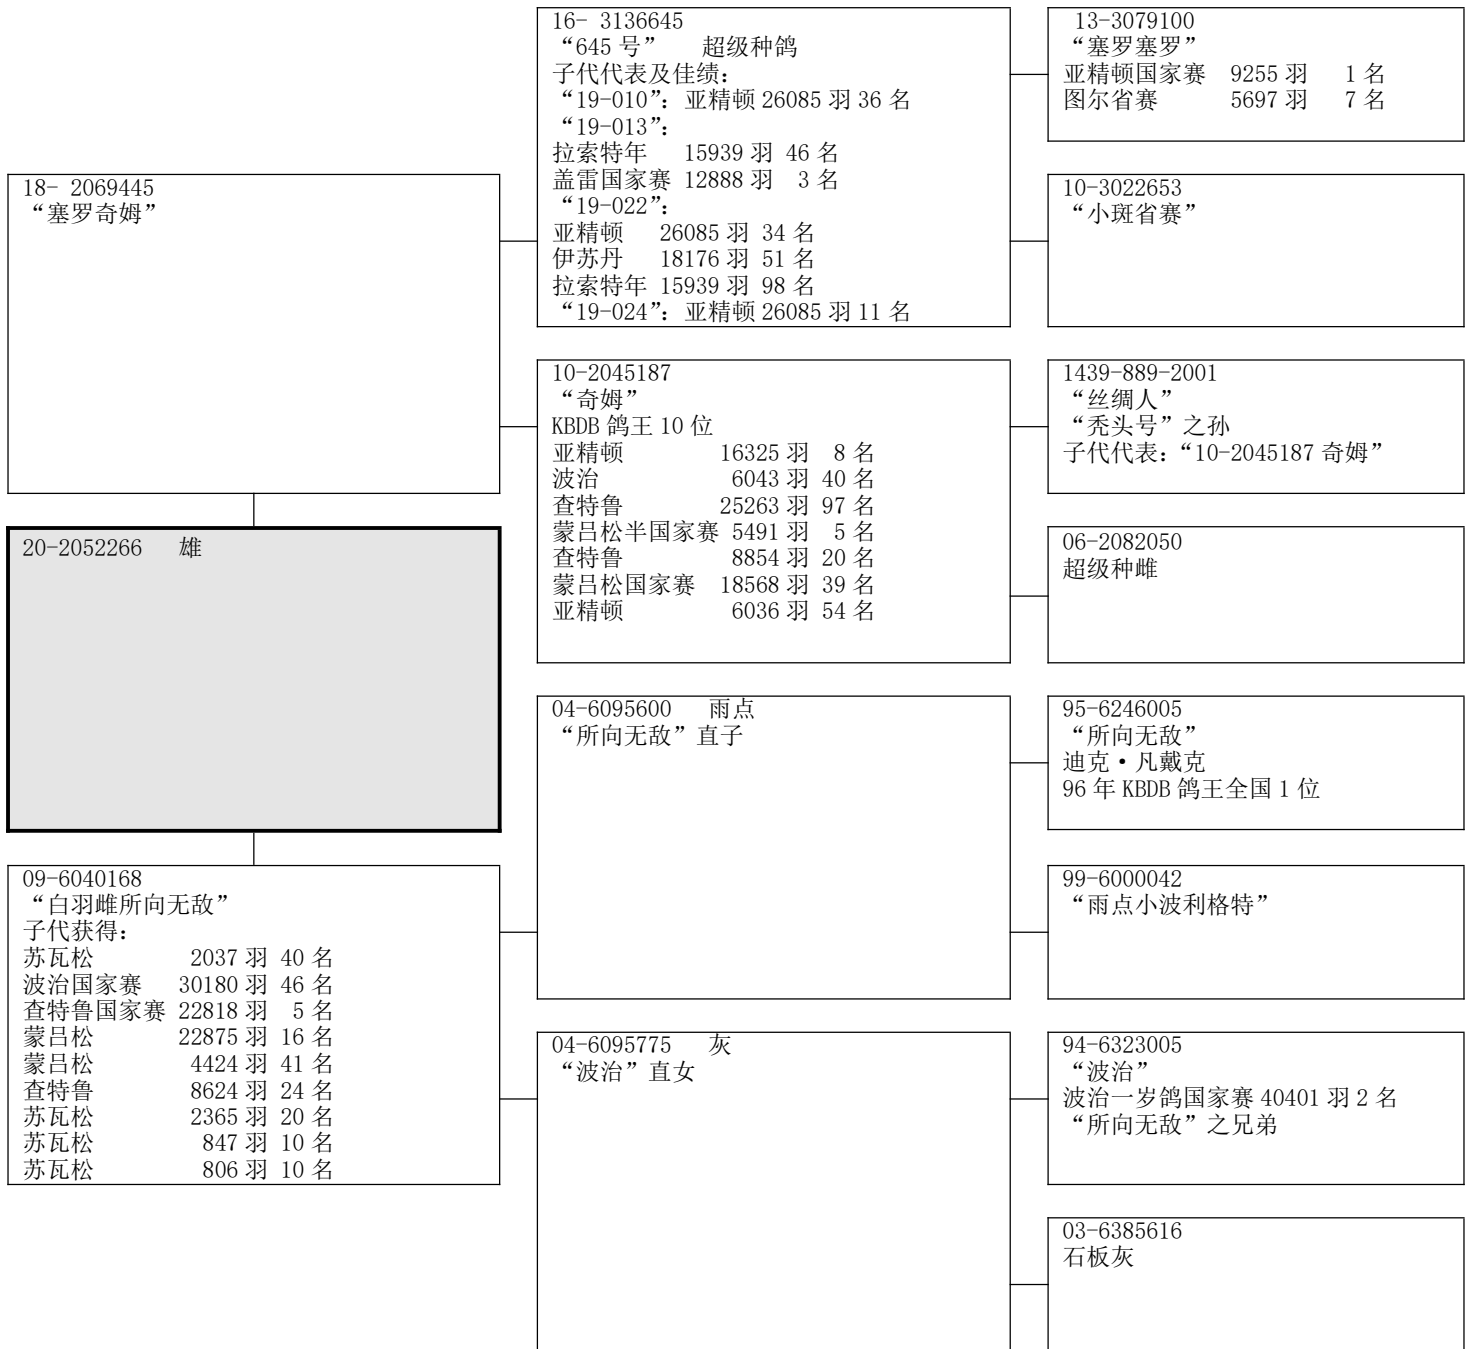 18- 2069445
“塞罗奇姆”
20-2052266 雄
09-6040168
“白羽雌所向无敌”
子代获得：
苏瓦松 2037 羽 40 名
波治国家赛 30180 羽 46 名
查特鲁国家赛 22818 羽 5 名
蒙吕松 22875 羽 16 名
蒙吕松 4424 羽 41 名
查特鲁 8624 羽 24 名
苏瓦松 2365 羽 20 名
苏瓦松 847 羽 10 名
苏瓦松 806 羽 10 名
16- 3136645
“645 号” 超级种鸽
子代代表及佳绩：
“19-010”：亚精顿 26085 羽 36 名
“19-013”：
拉索特年 15939 羽 46 名
盖雷国家赛 12888 羽 3 名
“19-022”：
亚精顿 26085 羽 34 名
伊苏丹 18176 羽 51 名
拉索特年 15939 羽 98 名
“19-024”：亚精顿 26085 羽 11 名
10-2045187
“奇姆”
KBDB 鸽王 10 位
亚精顿 16325 羽 8 名
波治 6043 羽 40 名
查特鲁 25263 羽 97 名
蒙吕松半国家赛 5491 羽 5 名
查特鲁 8854 羽 20 名
蒙吕松国家赛 18568 羽 39 名
亚精顿 6036 羽 54 名
04-6095600 雨点
“所向无敌”直子
04-6095775 灰
“波治”直女
13-3079100
“塞罗塞罗”
亚精顿国家赛 9255 羽 1 名
图尔省赛 5697 羽 7 名
10-3022653
“小斑省赛”
1439-889-2001
“丝绸人”
“秃头号”之孙
子代代表：“10-2045187 奇姆”
06-2082050
超级种雌
95-6246005
“所向无敌”
迪克·凡戴克
96 年 KBDB 鸽王全国 1 位
99-6000042
“雨点小波利格特”
94-6323005
“波治”
波治一岁鸽国家赛 40401 羽 2 名
“所向无敌”之兄弟
03-6385616
石板灰